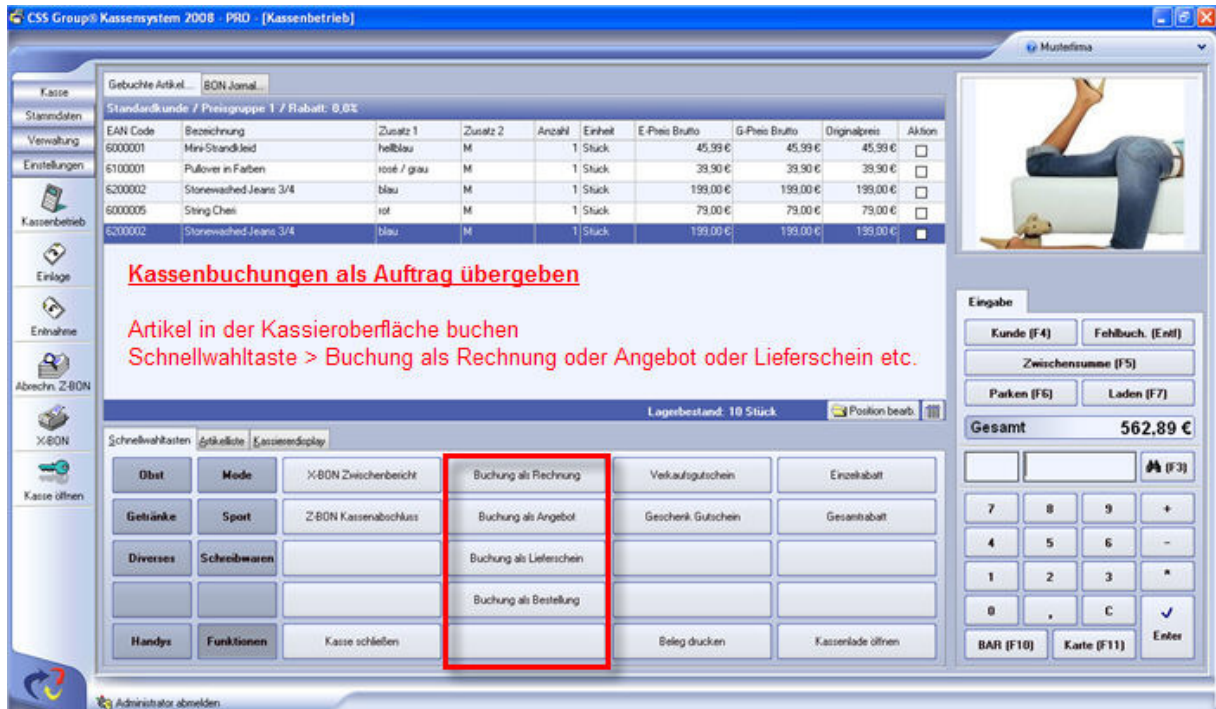 CSS Group® Kassensystem 2008 - PRO - [Kassenbetrieb]
Musterfirma
Kasse
Stammdaten
Verwaltung
Einstellungen
Kassenbetrieb
Einlage
Entnahme
Abrechn. Z-BON
X-BON
Kasse öffnen
Gebuchte Artikel... BON Jornal...
Standardkunde / Preisgruppe 1 / Rabatt: 0,0%
EAN Code Bezeichnung Zusatz 1 Zusatz 2 Anzahl Einheit E-Preis Brutto G-Preis Brutto Originalpreis Aktion
6000001 Mini-Strandkleid hellblau M 1 Stück 45,99 € 45,99 € 45,99 €
6100001 Pullover in Farben rosé / grau M 1 Stück 39,90 € 39,90 € 39,90 €
6200002 Stonewashed Jeans 3/4 blau M 1 Stück 199,00 € 199,00 € 199,00 €
6000005 String Cheri rot M 1 Stück 79,00 € 79,00 € 79,00 €
6200002 Stonewashed Jeans 3/4 blau M 1 Stück 199,00 € 199,00 € 199,00 €
Kassenbuchungen als Auftrag übergeben
Artikel in der Kassieroberfläche buchen
Schnellwahltaste > Buchung als Rechnung oder Angebot oder Lieferschein etc.
Lagerbestand: 10 Stück Position bearb.
Schnellwahltasten Artikelliste Kassiererdisplay
Obst Mode X-BON Zwischenbericht Buchung als Rechnung Verkaufsgutschein Einzelrabatt
Getränke Sport Z-BON Kassenabschluss Buchung als Angebot Geschenk Gutschein Gesamtrabatt
Diverses Schreibwaren Buchung als Lieferschein
Buchung als Bestellung
Handys Funktionen Kasse schließen Beleg drucken Kassenlade öffnen
Eingabe
Kunde (F4) Fehlbuch. (Entf)
Zwischensumme (F5)
Parken (F6) Laden (F7)
Gesamt 562,89 €
(F3)
7 8 9 +
4 5 6 -
1 2 3 *
0 , C
Enter
BAR (F10) Karte (F11)
Administrator abmelden